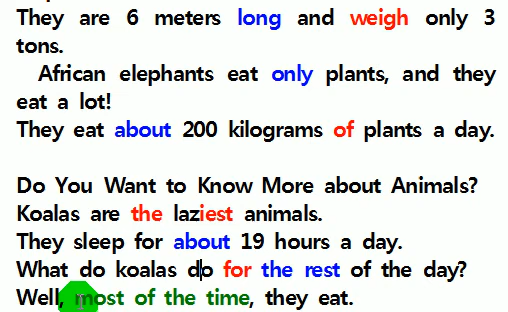 They are 6 meters long and weigh only 3
tons.
African elephants eat only plants, and they
eat a lot!
They eat about 200 kilograms of plants a day.
Do You Want to Know More about Animals?
Koalas are the laziest animals.
They sleep for about 19 hours a day.
What do koalas do for the rest of the day?
Well, most of the time, they eat.